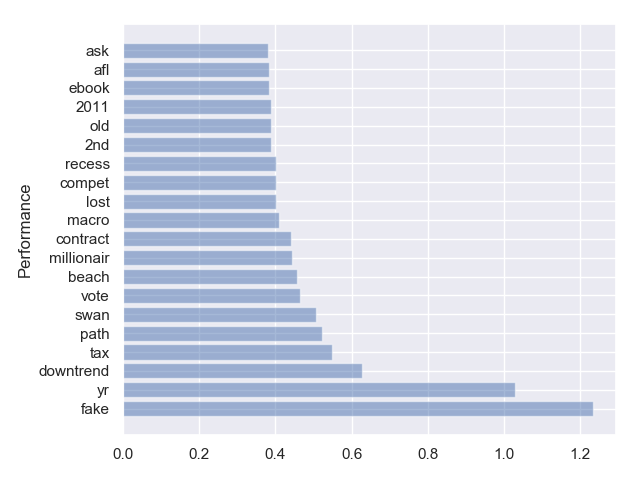 ask
afl
ebook
2011
old
2nd
recess
compet
lost
macro
contract
millionair
beach
vote
swan
path
tax
downtrend
yr
fake
Performance
0.0 0.2 0.4 0.6 0.8 1.0 1.2